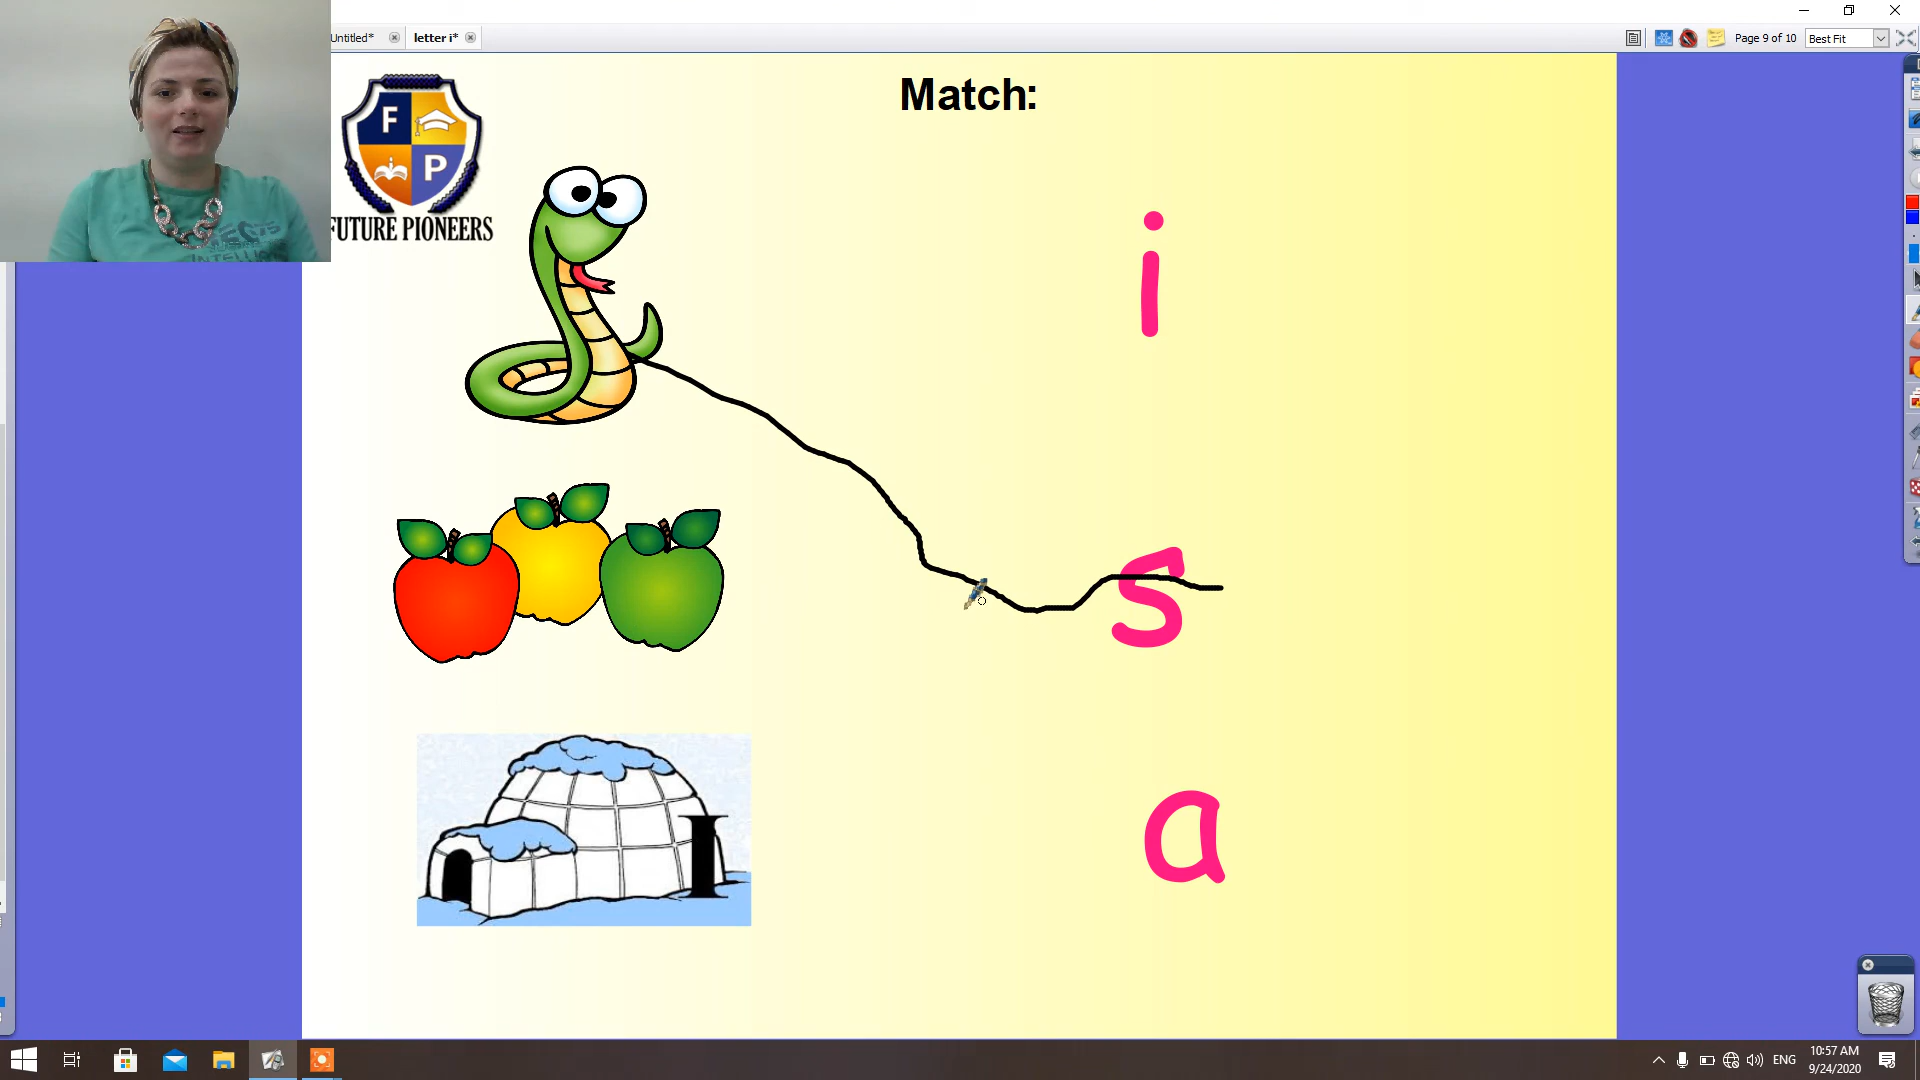 Untitled*
letter i*
Page 9 of 10
Best Fit
F
P
FUTURE PIONEERS
Match:
i
s
a
I
ENG
10:57 AM
9/24/2020